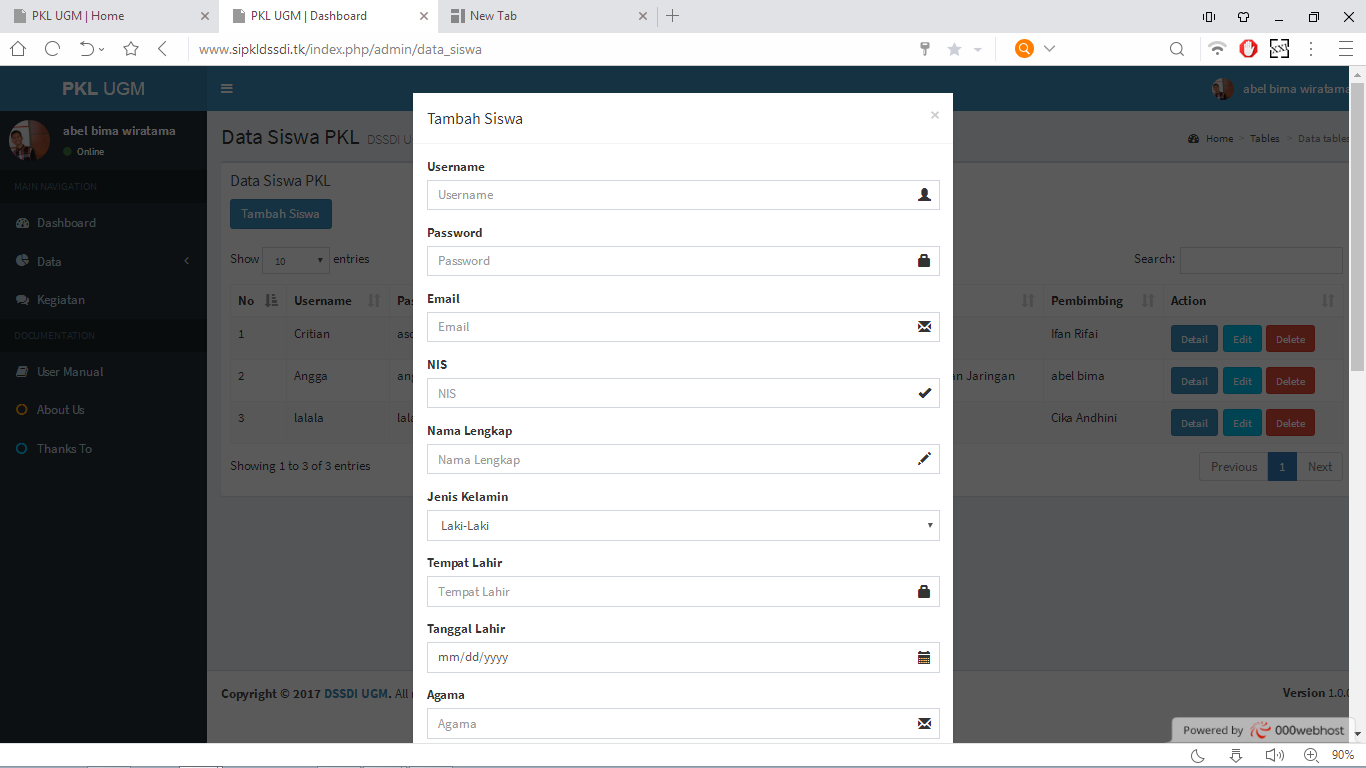 PKL UGM | Home
PKL UGM | Dashboard
New Tab
www.sipkldssdi.tk/index.php/admin/data_siswa
PKL UGM
abel bima wiratama
abel bima wiratama
Online
MAIN NAVIGATION
Dashboard
Data
Kegiatan
DOCUMENTATION
User Manual
About Us
Thanks To
Data Siswa PKL DSSDI
Home > Tables > Data tables
Data Siswa PKL
Tambah Siswa
Show 10 entries
Search:
No Username Pembimbing Action
1 Critian Ifan Rifai Detail Edit Delete
2 Angga Jaringan abel bima Detail Edit Delete
3 lalala Cika Andhini Detail Edit Delete
Showing 1 to 3 of 3 entries
Previous 1 Next
Tambah Siswa ×
Username
Username
Password
Password
Email
Email
NIS
NIS
Nama Lengkap
Nama Lengkap
Jenis Kelamin
Laki-Laki
Tempat Lahir
Tempat Lahir
Tanggal Lahir
mm/dd/yyyy
Agama
Agama
Copyright © 2017 DSSDI UGM. All
Version 1.0.0
Powered by 000webhost
90%